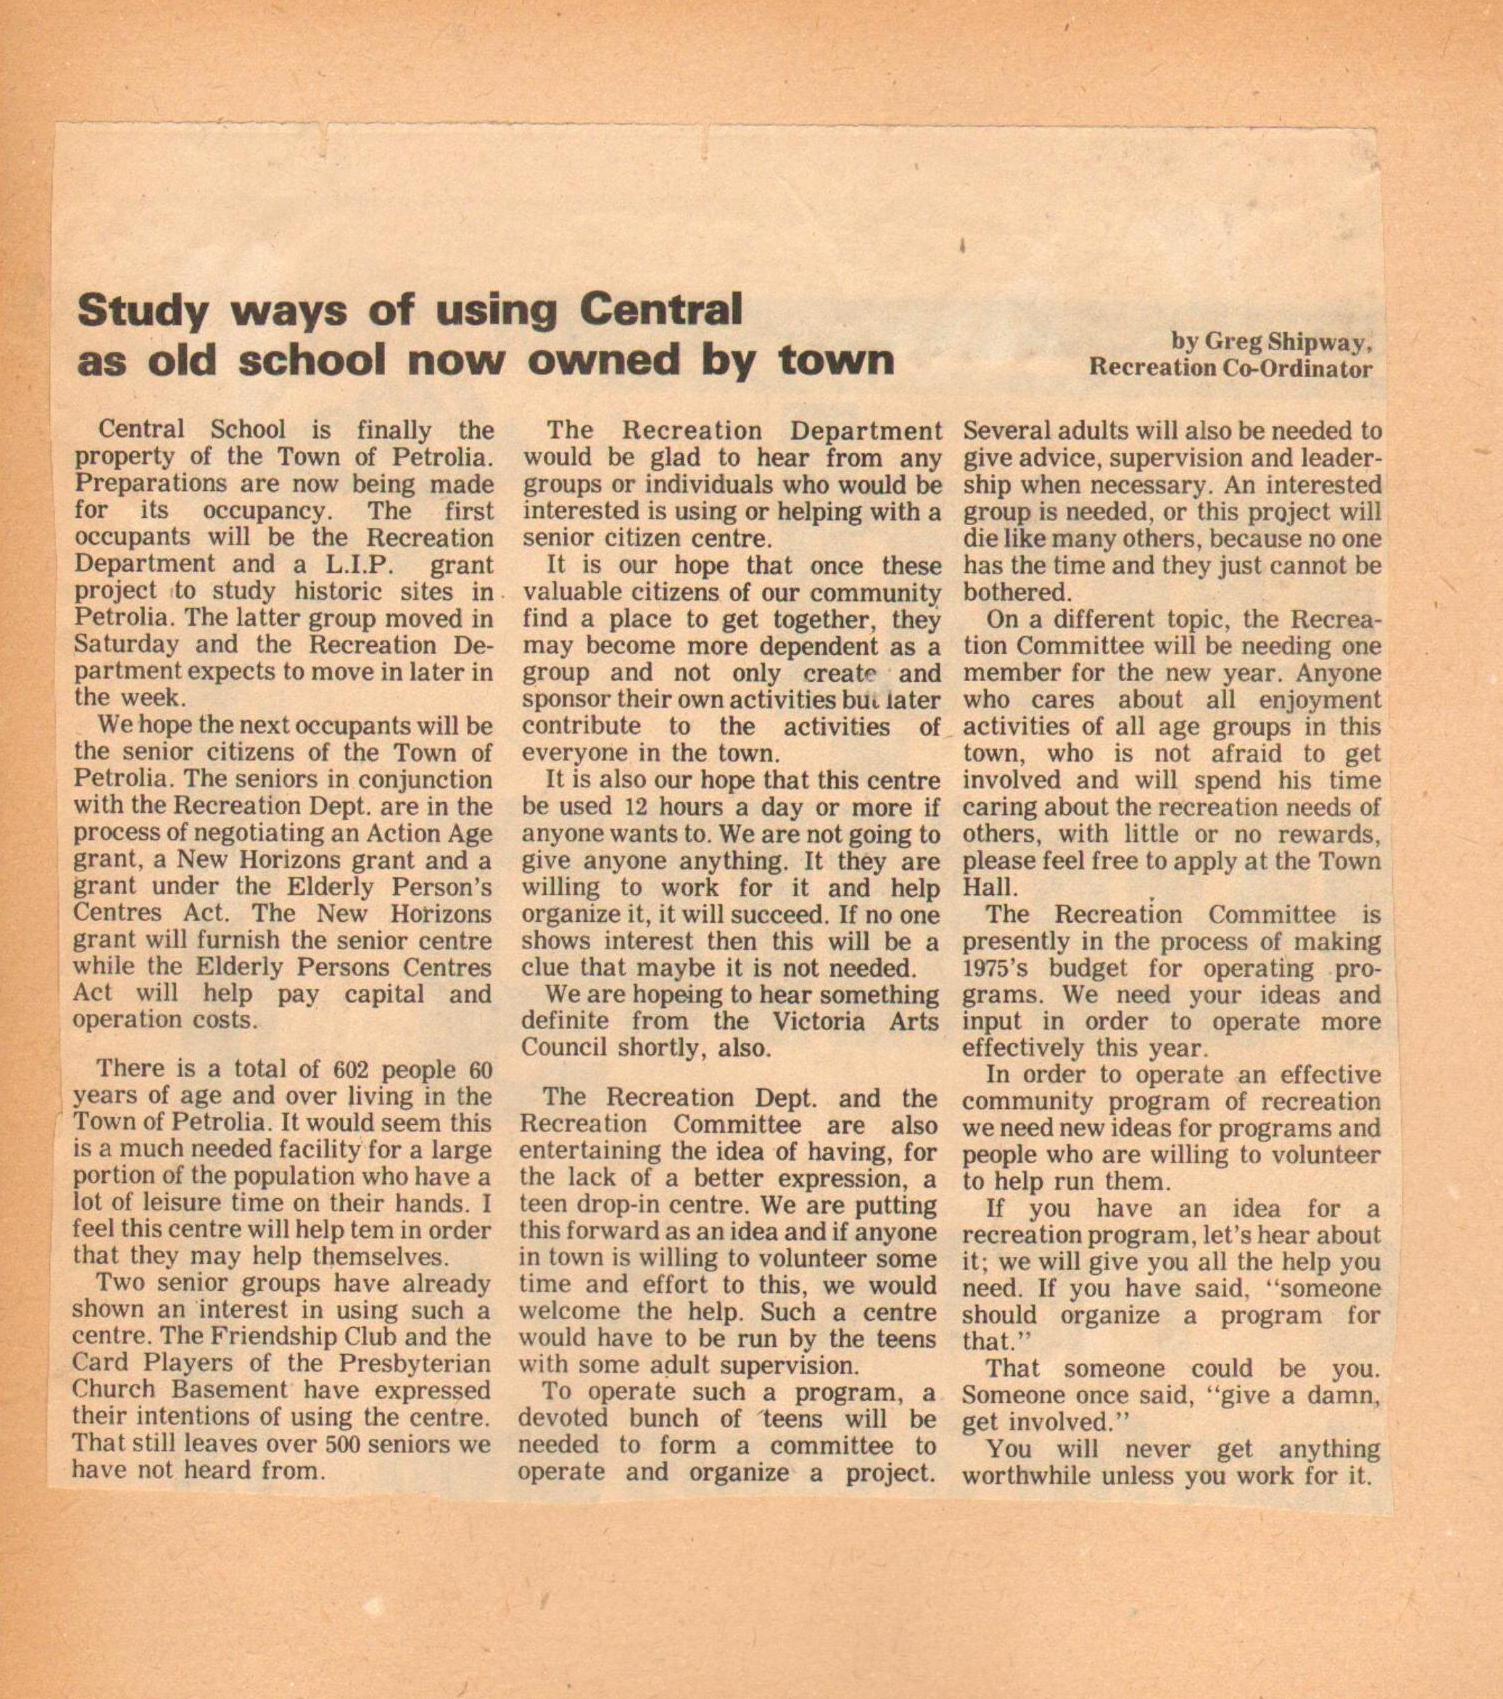 Study ways of using Central
as old school now owned by town
by Greg Shipway,
Recreation Co-Ordinator
Central School is finally the
property of the Town of Petrolia.
Preparations are now being made
for its occupancy. The first
occupants will be the Recreation
Department and a L.I.P. grant
project to study historic sites in
Petrolia. The latter group moved in
Saturday and the Recreation De-
partment expects to move in later in
the week.
We hope the next occupants will be
the senior citizens of the Town of
Petrolia. The seniors in conjunction
with the Recreation Dept. are in the
process of negotiating an Action Age
grant, a New Horizons grant and a
grant under the Elderly Person's
Centres Act. The New Horizons
grant will furnish the senior centre
while the Elderly Persons Centres
Act will help pay capital and
operation costs.
There is a total of 602 people 60
years of age and over living in the
Town of Petrolia. It would seem this
is a much needed facility for a large
portion of the population who have a
lot of leisure time on their hands. I
feel this centre will help tem in order
that they may help themselves.
Two senior groups have already
shown an interest in using such a
centre. The Friendship Club and the
Card Players of the Presbyterian
Church Basement have expressed
their intentions of using the centre.
That still leaves over 500 seniors we
have not heard from.
The Recreation Department
would be glad to hear from any
groups or individuals who would be
interested is using or helping with a
senior citizen centre.
It is our hope that once these
valuable citizens of our community
find a place to get together, they
may become more dependent as a
group and not only create and
sponsor their own activities but later
contribute to the activities of
everyone in the town.
It is also our hope that this centre
be used 12 hours a day or more if
anyone wants to. We are not going to
give anyone anything. It they are
willing to work for it and help
organize it, it will succeed. If no one
shows interest then this will be a
clue that maybe it is not needed.
We are hopeing to hear something
definite from the Victoria Arts
Council shortly, also.
The Recreation Dept. and the
Recreation Committee are also
entertaining the idea of having, for
the lack of a better expression, a
teen drop-in centre. We are putting
this forward as an idea and if anyone
in town is willing to volunteer some
time and effort to this, we would
welcome the help. Such a centre
would have to be run by the teens
with some adult supervision.
To operate such a program, a
devoted bunch of teens will be
needed to form a committee to
operate and organize a project.
Several adults will also be needed to
give advice, supervision and leader-
ship when necessary. An interested
group is needed, or this project will
die like many others, because no one
has the time and they just cannot be
bothered.
On a different topic, the Recrea-
tion Committee will be needing one
member for the new year. Anyone
who cares about all enjoyment
activities of all age groups in this
town, who is not afraid to get
involved and will spend his time
caring about the recreation needs of
others, with little or no rewards,
please feel free to apply at the Town
Hall.
The Recreation Committee is
presently in the process of making
1975's budget for operating pro-
grams. We need your ideas and
input in order to operate more
effectively this year.
In order to operate an effective
community program of recreation
we need new ideas for programs and
people who are willing to volunteer
to help run them.
If you have an idea for a
recreation program, let's hear about
it; we will give you all the help you
need. If you have said, "someone
should organize a program for
that."
That someone could be you.
Someone once said, "give a damn,
get involved."
You will never get anything
worthwhile unless you work for it.